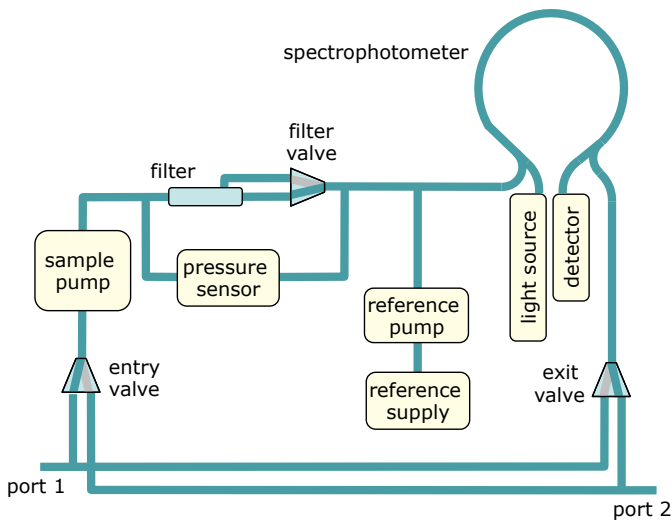 spectrophotometer
filter
valve
filter
sample
pump
pressure
sensor
reference
pump
light source
detector
entry
valve
reference
supply
exit
valve
port 1
port 2